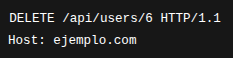 DELETE /api/users/6 HTTP/1.1
Host: ejemplo.com